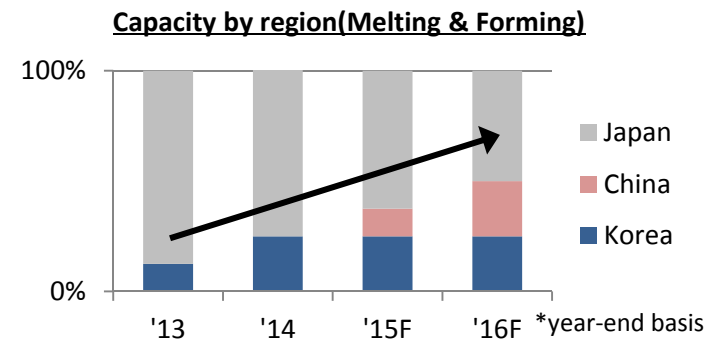 Capacity by region(Melting & Forming)
100%
Japan
China
Korea
0%
'13 '14 '15F '16F *year-end basis